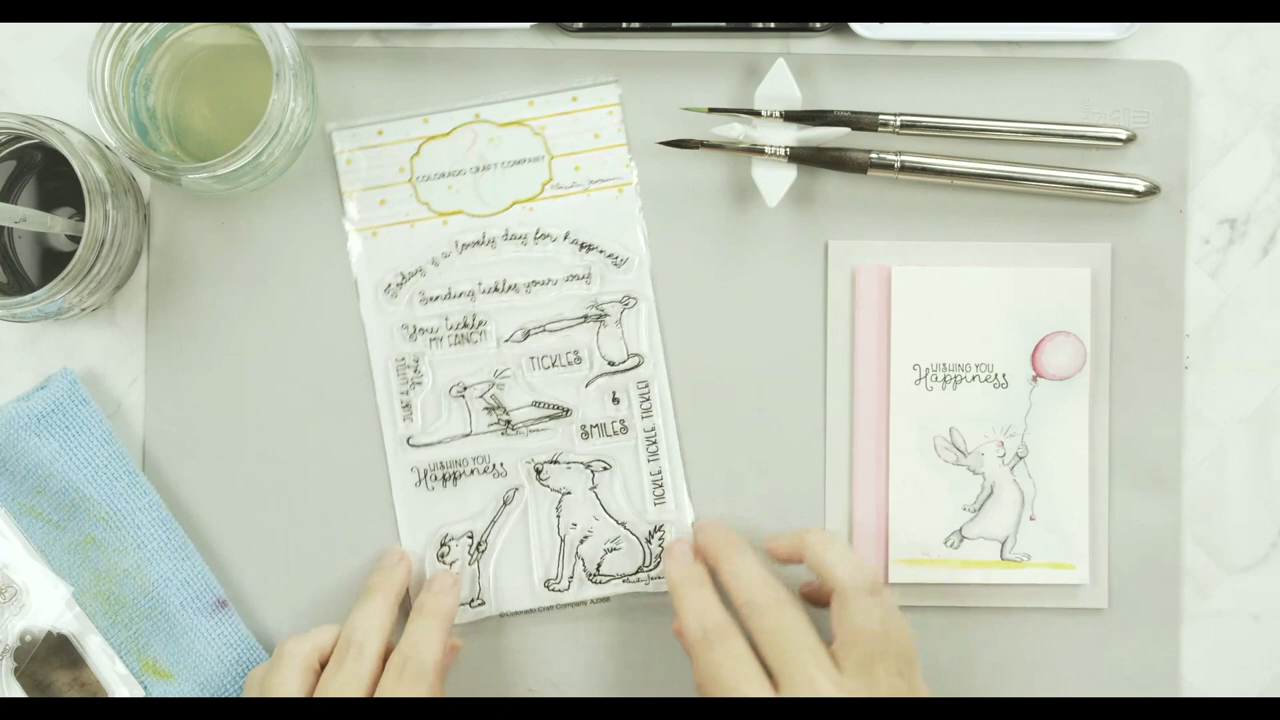 COLORADO CRAFT COMPANY
Today is a lovely day for happiness!
Sending tickles your way
You tickle
MY FANCY!
JUST A LITTLE
TICKLES
&
SMILES
TICKLE, TICKLE, TICKLE!
WISHING YOU
Happiness
©Colorado Craft Company
WISHING YOU
Happiness